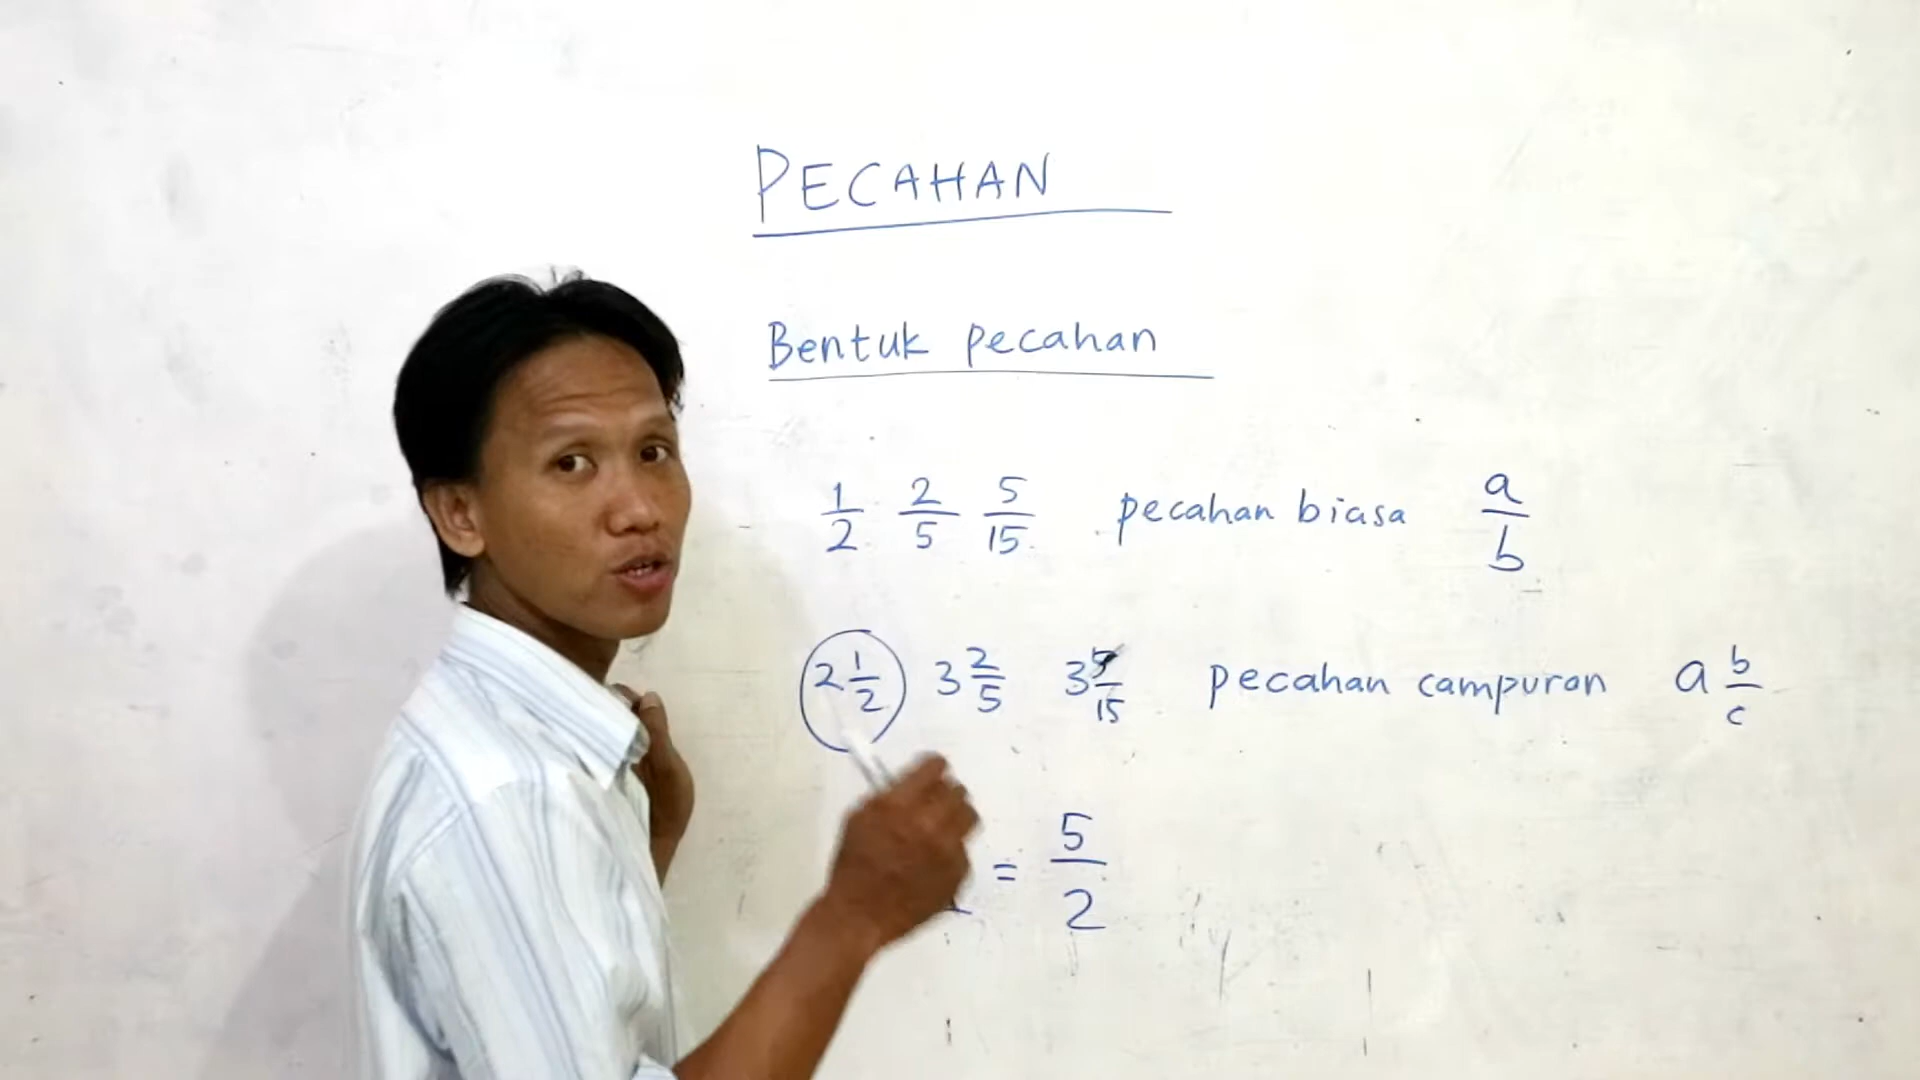 PECAHAN
Bentuk pecahan
1/2 2/5 5/15 pecahan biasa a/b
2 1/2 3 2/5 3 5/15 pecahan campuran a b/c
= 5/2